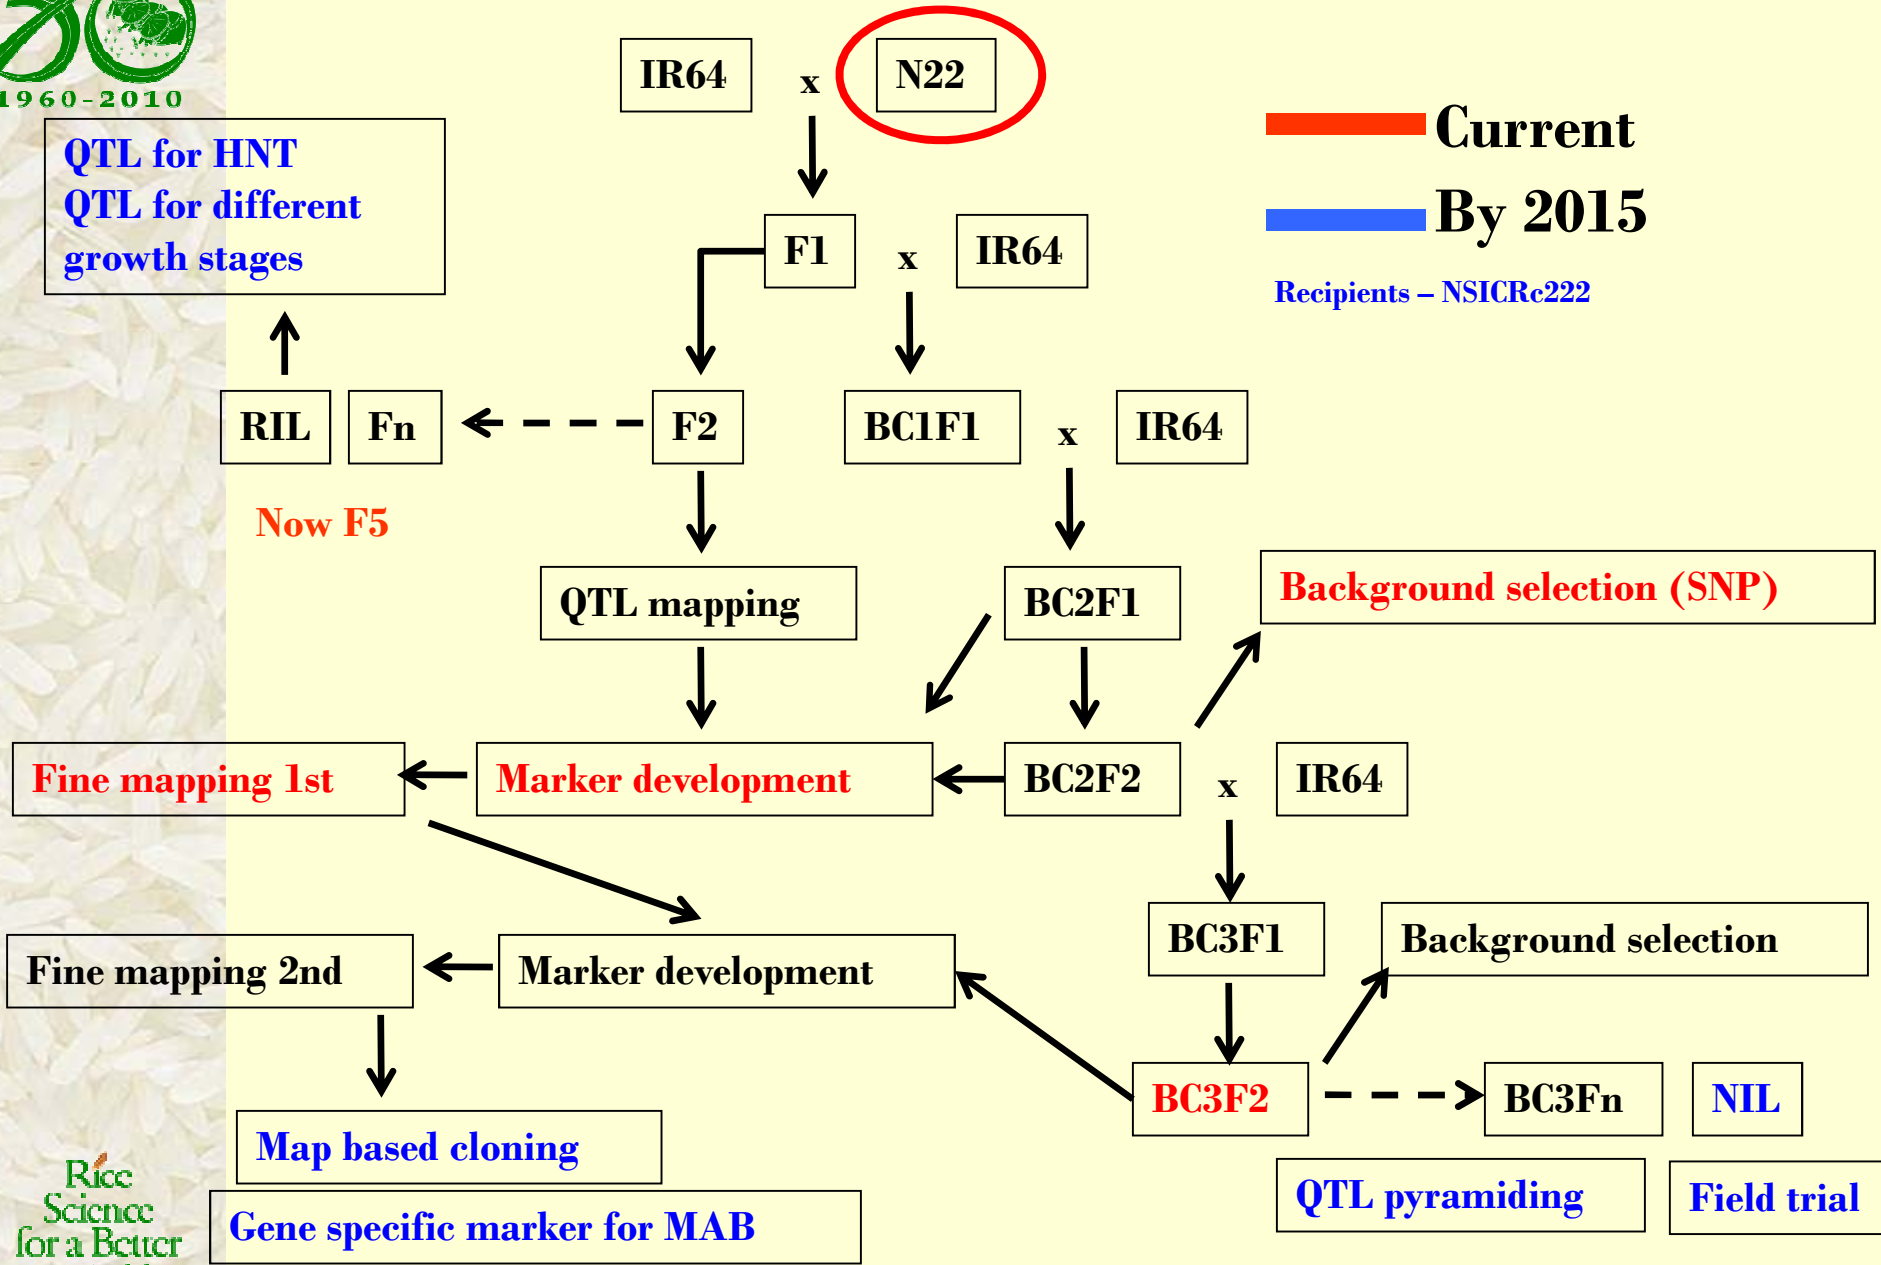 1960-2010
IR64
x
N22
Current
By 2015
Recipients – NSICRc222
QTL for HNT
QTL for different
growth stages
F1
x
IR64
RIL
Fn
F2
BC1F1
x
IR64
Now F5
QTL mapping
BC2F1
Background selection (SNP)
Fine mapping 1st
Marker development
BC2F2
x
IR64
BC3F1
Background selection
Fine mapping 2nd
Marker development
BC3F2
BC3Fn
NIL
Map based cloning
QTL pyramiding
Field trial
Gene specific marker for MAB
Rice
Science
for a Better